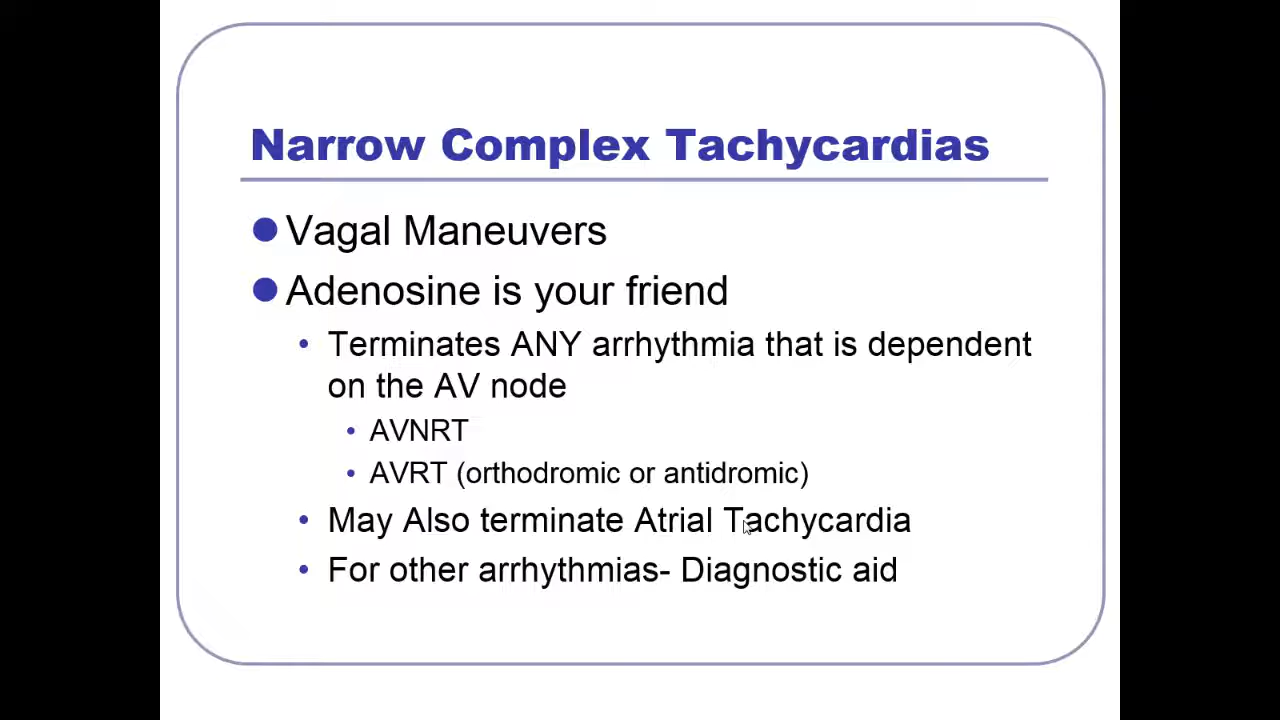 Narrow Complex Tachycardias
Vagal Maneuvers
Adenosine is your friend
Terminates ANY arrhythmia that is dependent
on the AV node
AVNRT
AVRT (orthodromic or antidromic)
May Also terminate Atrial Tachycardia
For other arrhythmias- Diagnostic aid